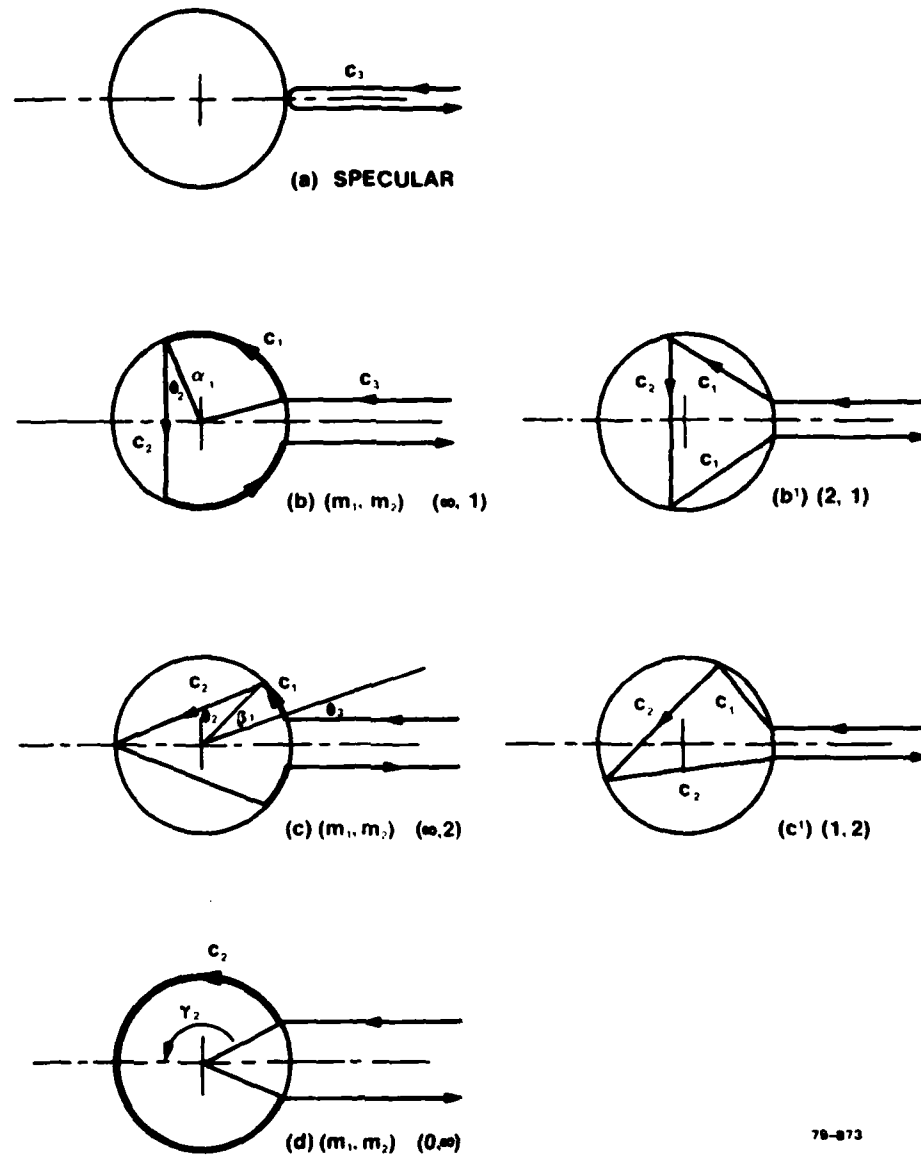 C₃
(a) SPECULAR
C₁
α₁
θ₂
C₃
C₂
(b) (m₁, m₂) (∞, 1)
C₂
C₁
C₁
(b¹) (2, 1)
C₂
C₁
θ₂
β₁
θ₃
(c) (m₁, m₂) (∞,2)
C₂
C₁
C₂
(c¹) (1, 2)
C₂
γ₂
(d) (m₁, m₂) (0,∞)
79-873